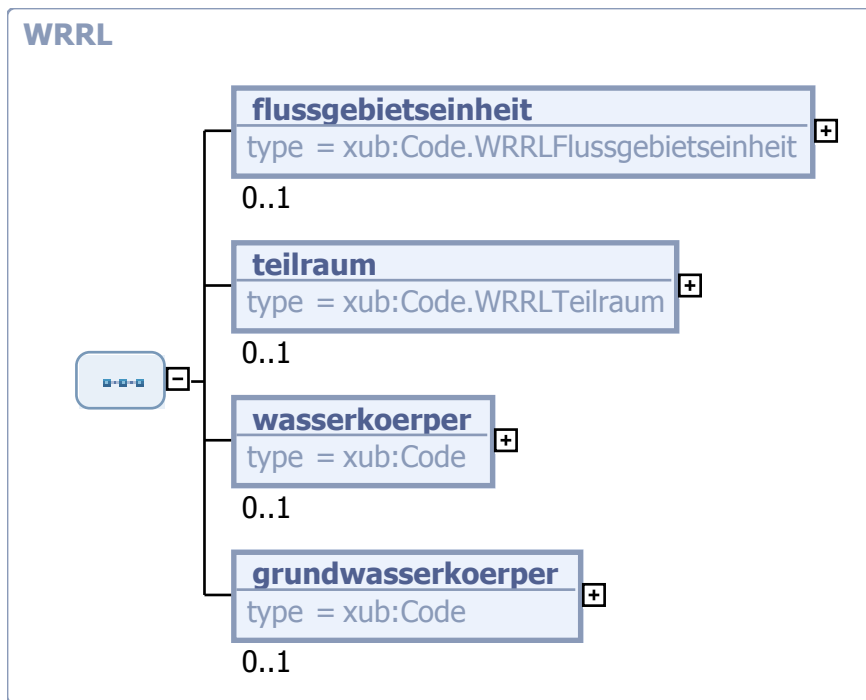 WRRL
flussgebietseinheit
type = xub:Code.WRRLFlussgebietseinheit
0..1
teilraum
type = xub:Code.WRRLTeilraum
0..1
wasserkoerper
type = xub:Code
0..1
grundwasserkoerper
type = xub:Code
0..1